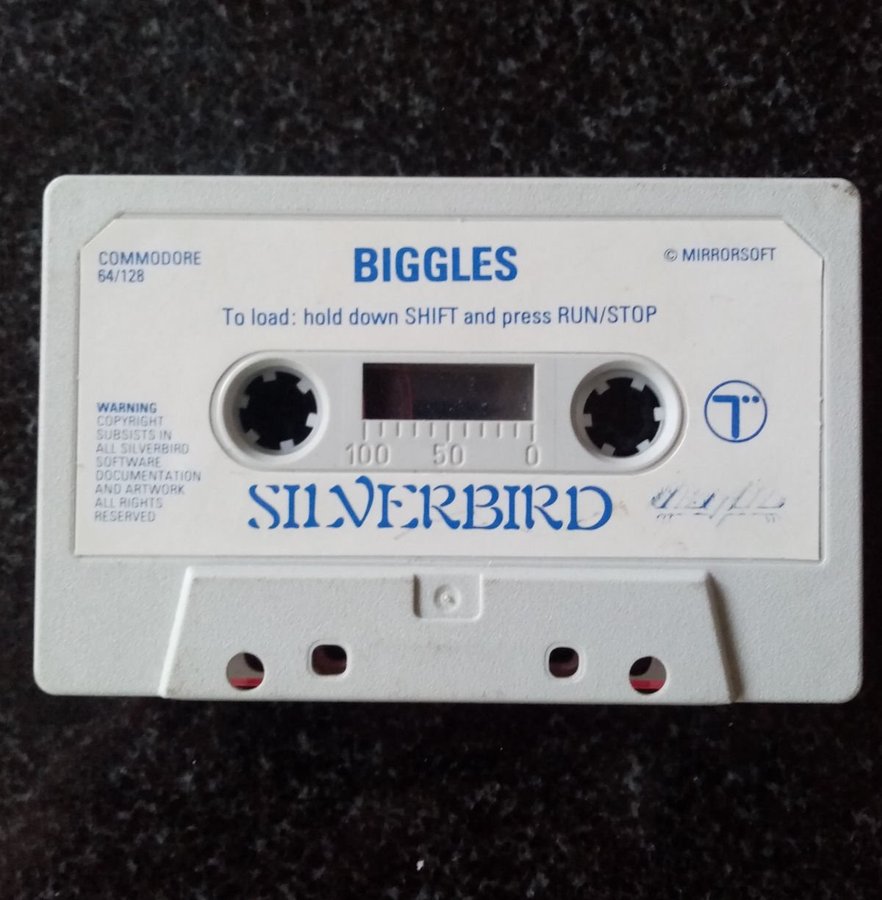 COMMODORE
64/128
BIGGLES
© MIRRORSOFT
To load: hold down SHIFT and press RUN/STOP
100 50 0
WARNING
COPYRIGHT
SUBSISTS IN
ALL SILVERBIRD
SOFTWARE
DOCUMENTATION
AND ARTWORK
ALL RIGHTS
RESERVED
T
SILVERBIRD